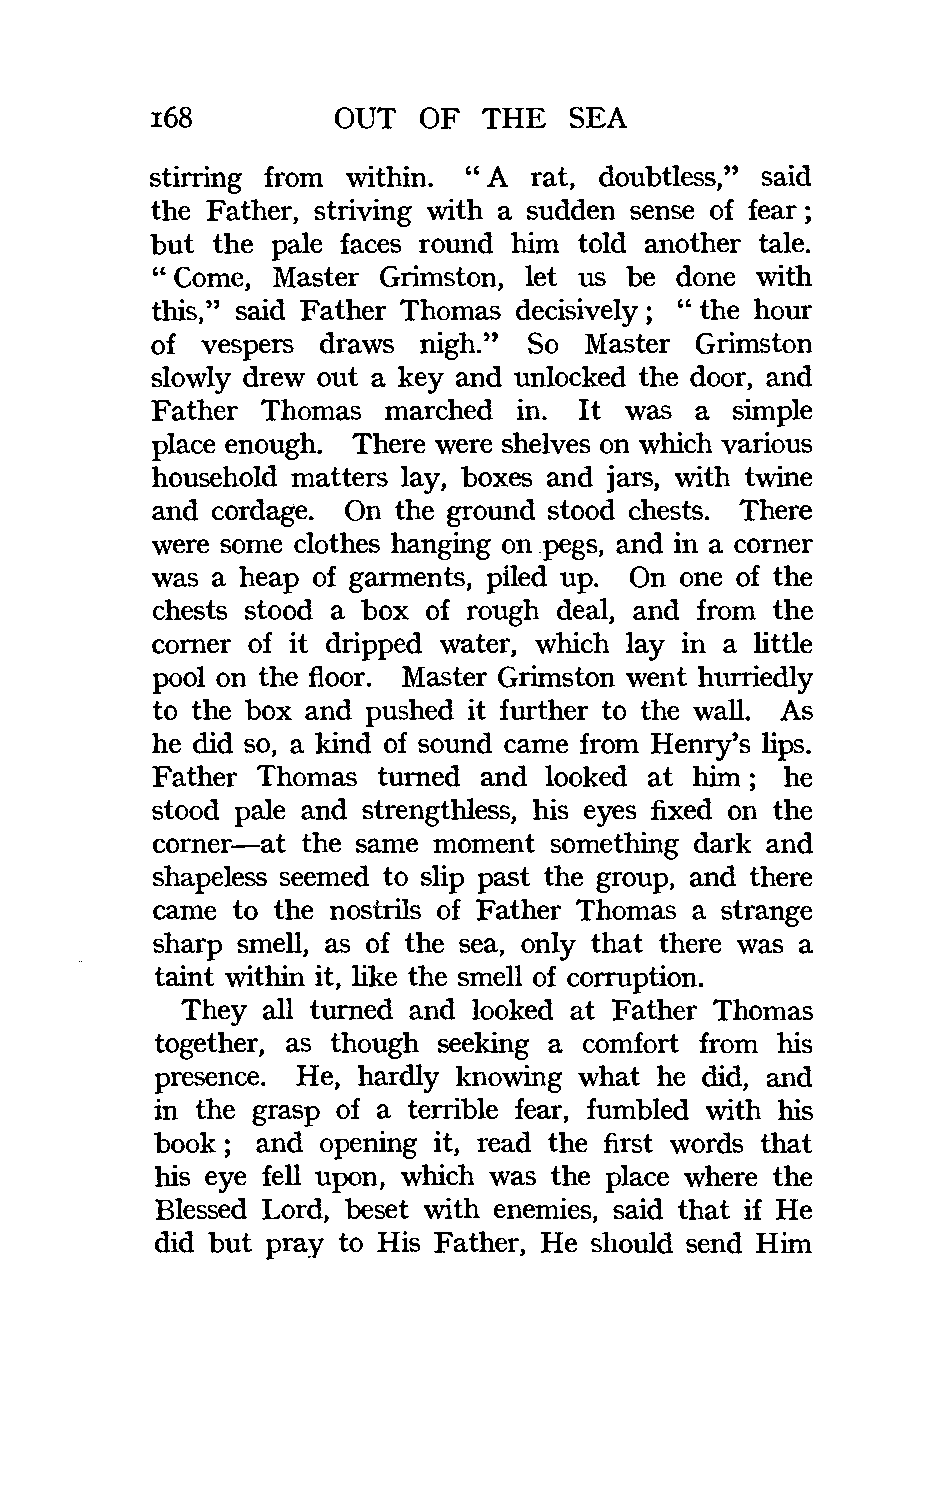 168 OUT OF THE SEA
stirring from within. “ A rat, doubtless,” said
the Father, striving with a sudden sense of fear ;
but the pale faces round him told another tale.
“ Come, Master Grimston, let us be done with
this,” said Father Thomas decisively ; “ the hour
of vespers draws nigh.” So Master Grimston
slowly drew out a key and unlocked the door, and
Father Thomas marched in. It was a simple
place enough. There were shelves on which various
household matters lay, boxes and jars, with twine
and cordage. On the ground stood chests. There
were some clothes hanging on pegs, and in a corner
was a heap of garments, piled up. On one of the
chests stood a box of rough deal, and from the
corner of it dripped water, which lay in a little
pool on the floor. Master Grimston went hurriedly
to the box and pushed it further to the wall. As
he did so, a kind of sound came from Henry’s lips.
Father Thomas turned and looked at him ; he
stood pale and strengthless, his eyes fixed on the
corner—at the same moment something dark and
shapeless seemed to slip past the group, and there
came to the nostrils of Father Thomas a strange
sharp smell, as of the sea, only that there was a
taint within it, like the smell of corruption.
They all turned and looked at Father Thomas
together, as though seeking a comfort from his
presence. He, hardly knowing what he did, and
in the grasp of a terrible fear, fumbled with his
book ; and opening it, read the first words that
his eye fell upon, which was the place where the
Blessed Lord, beset with enemies, said that if He
did but pray to His Father, He should send Him